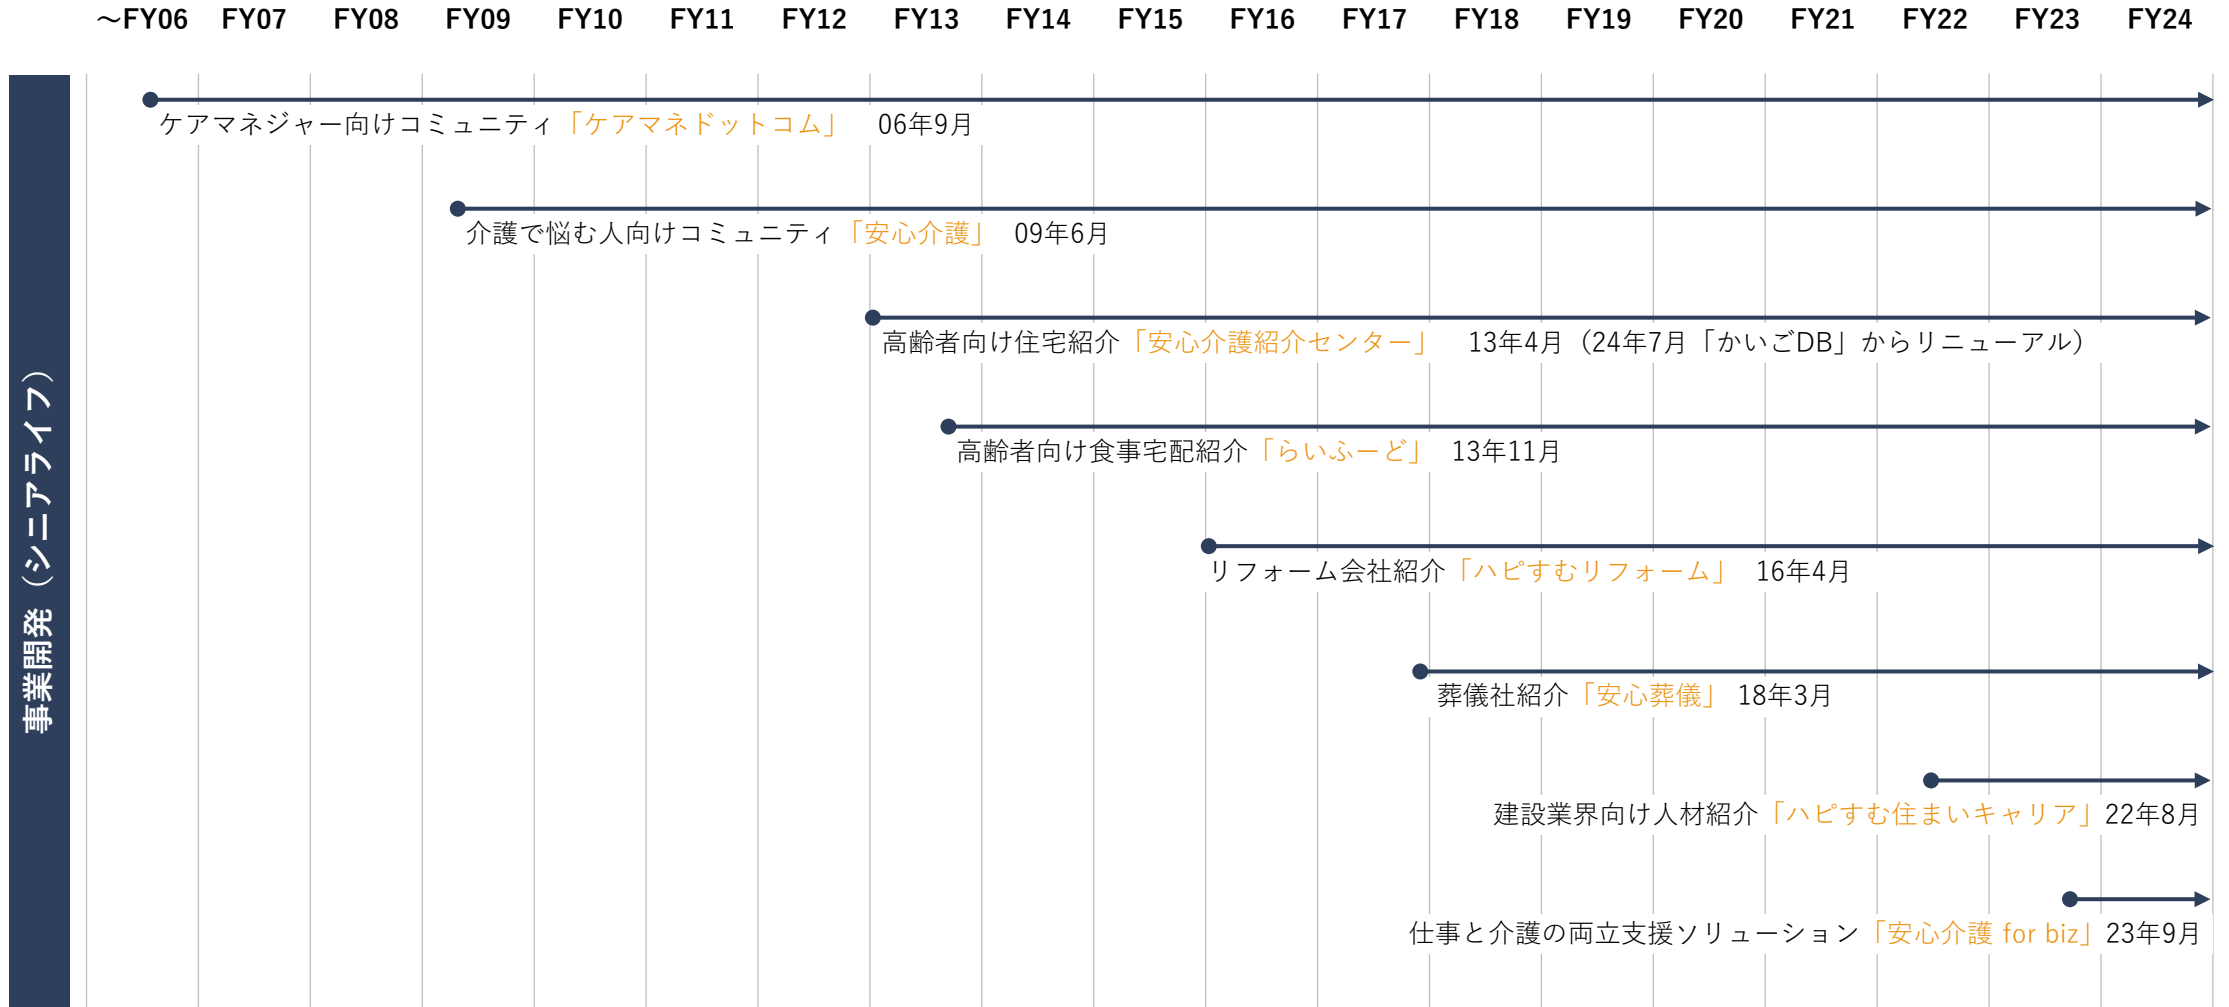 ～FY06 FY07 FY08 FY09 FY10 FY11 FY12 FY13 FY14 FY15 FY16 FY17 FY18 FY19 FY20 FY21 FY22 FY23 FY24
事業開発（シニアライフ）
ケアマネジャー向けコミュニティ「ケアマネドットコム」 06年9月
介護で悩む人向けコミュニティ「安心介護」 09年6月
高齢者向け住宅紹介「安心介護紹介センター」 13年4月（24年7月「かいごDB」からリニューアル）
高齢者向け食事宅配紹介「らいふーど」 13年11月
リフォーム会社紹介「ハピすむリフォーム」 16年4月
葬儀社紹介「安心葬儀」 18年3月
建設業界向け人材紹介「ハピすむ住まいキャリア」22年8月
仕事と介護の両立支援ソリューション「安心介護 for biz」23年9月